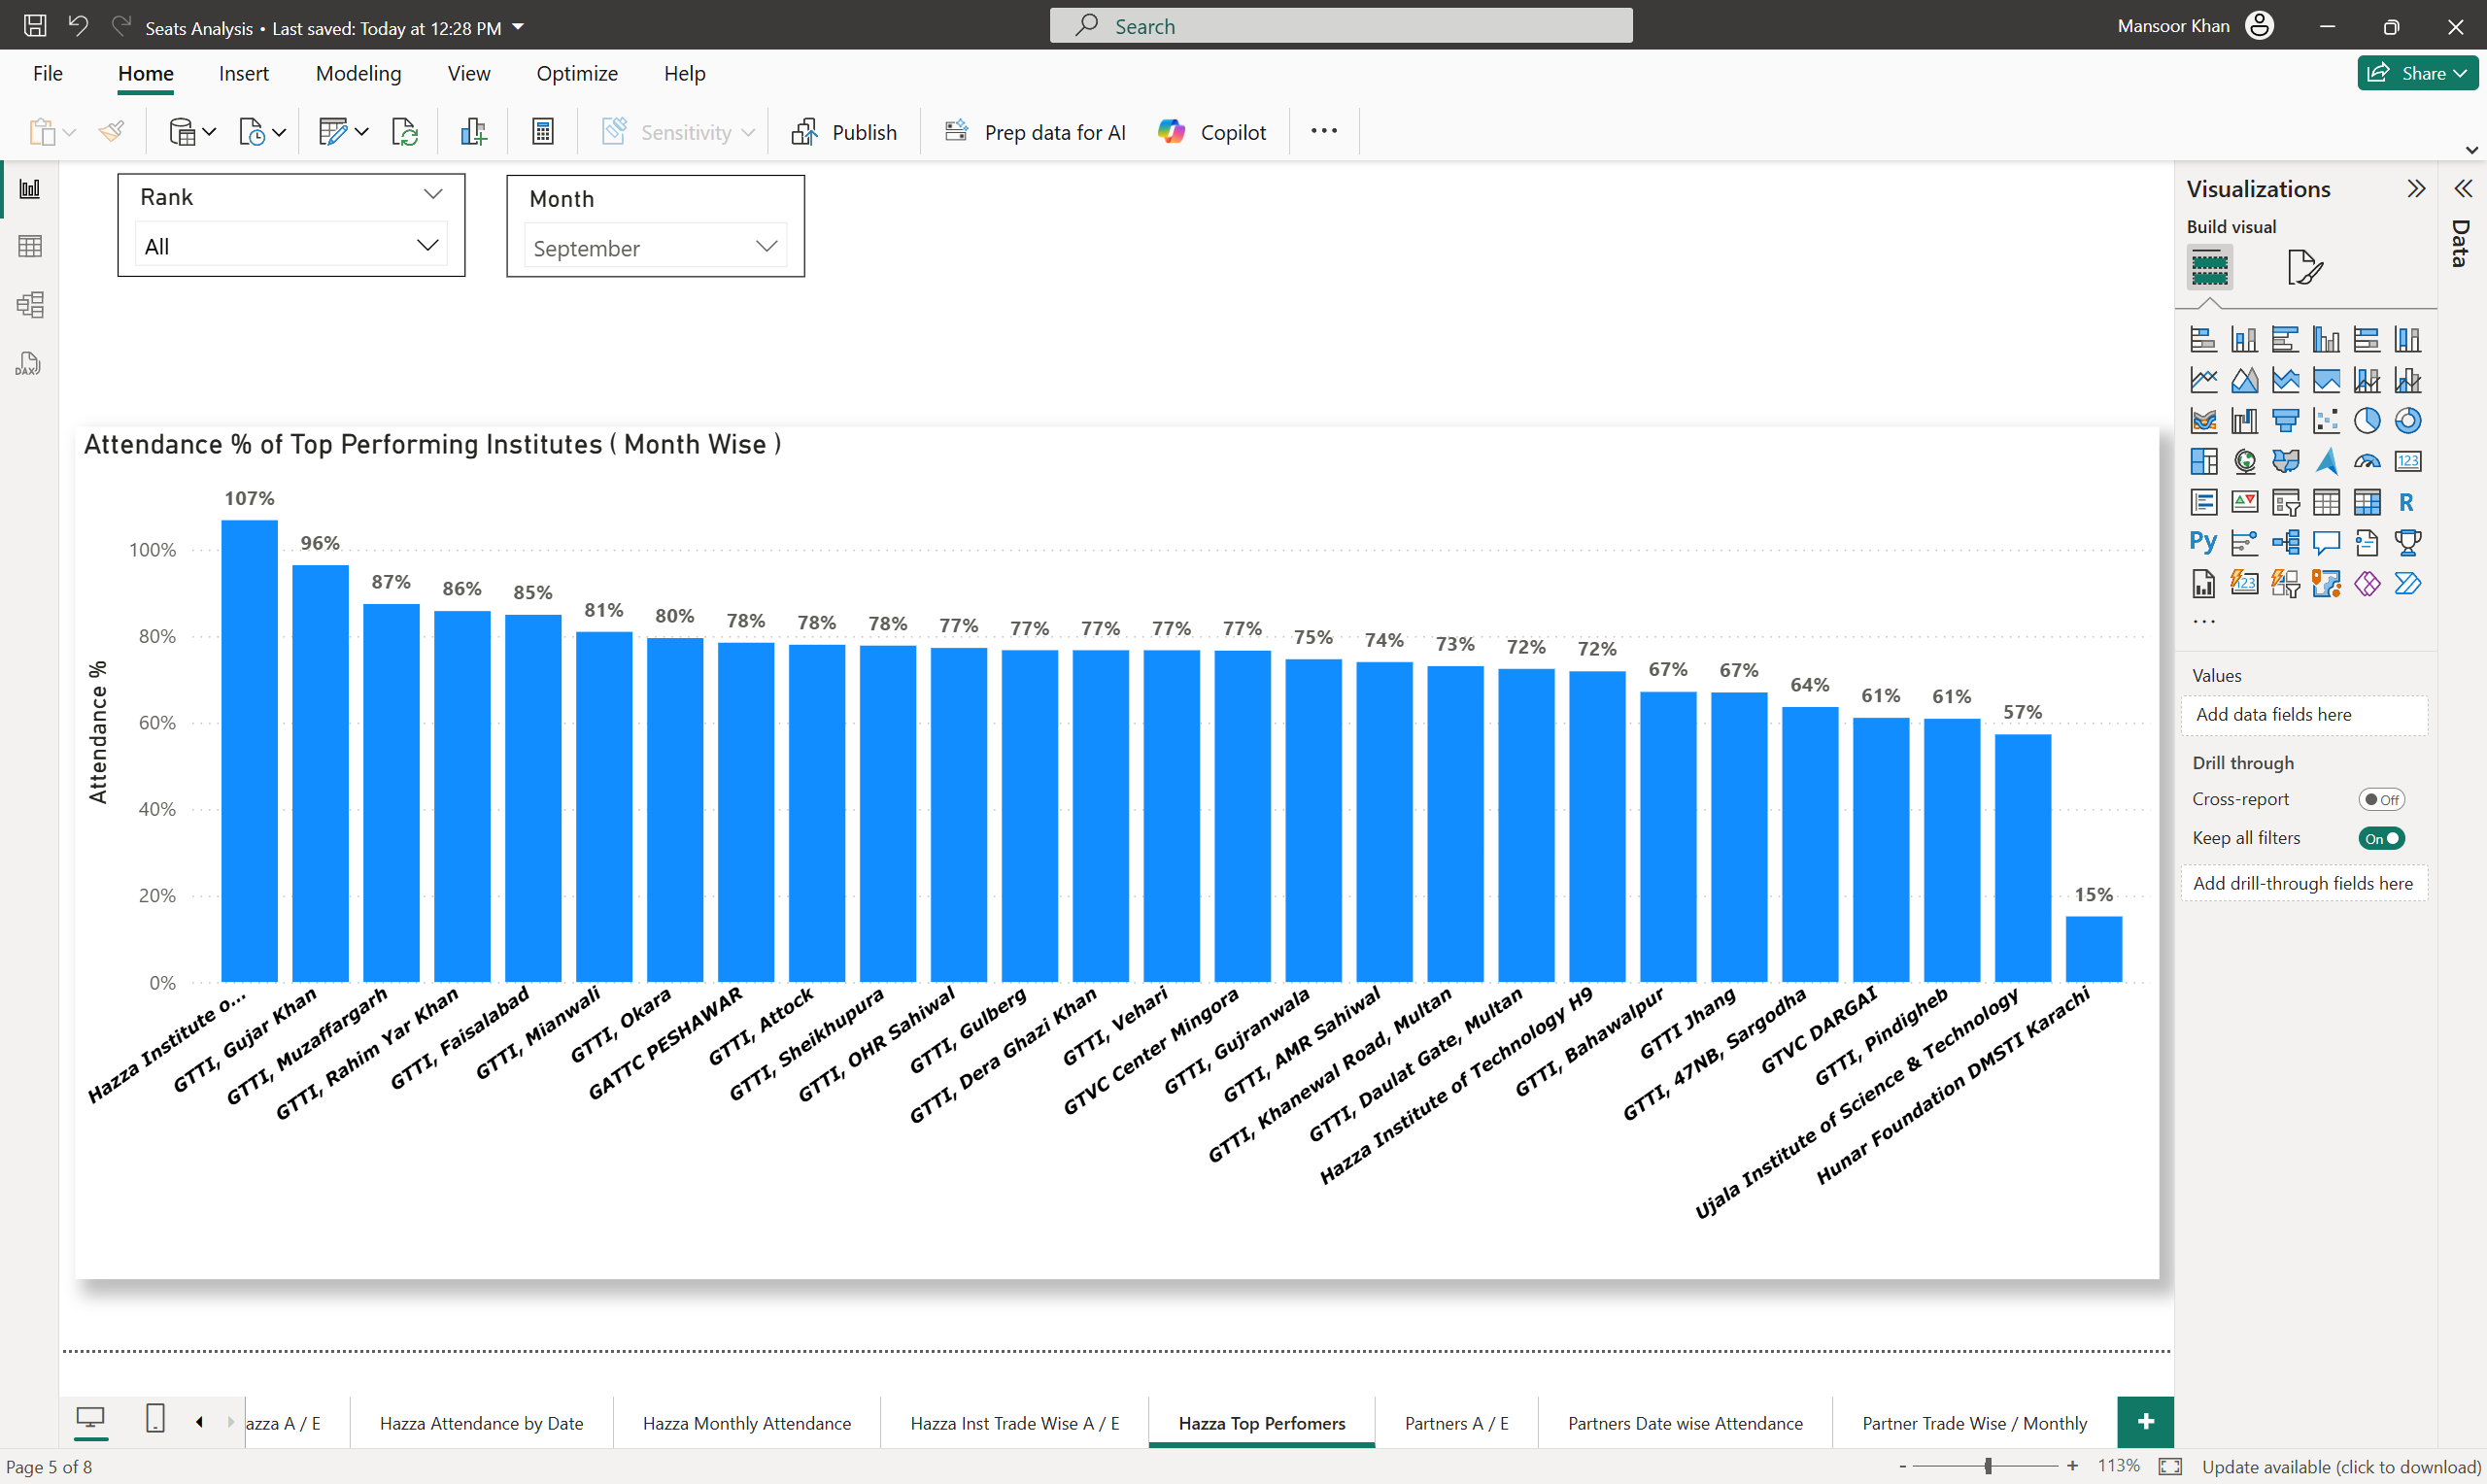 Seats Analysis • Last saved: Today at 12:28 PM
Search
Mansoor Khan
File Home Insert Modeling View Optimize Help
Share
Sensitivity Publish Prep data for AI Copilot
Rank
All
Month
September
Attendance % of Top Performing Institutes ( Month Wise )
Attendance %
100%
80%
60%
40%
20%
0%
107% 96% 87% 86% 85% 81% 80% 78% 78% 78% 77% 77% 77% 77% 77% 75% 74% 73% 72% 72% 67% 67% 64% 61% 61% 57% 15%
Hazza Institute o...
GTTI, Gujar Khan
GTTI, Muzaffargarh
GTTI, Rahim Yar Khan
GTTI, Faisalabad
GTTI, Mianwali
GTTI, Okara
GATTC PESHAWAR
GTTI, Attock
GTTI, Sheikhupura
GTTI, OHR Sahiwal
GTTI, Gulberg
GTTI, Dera Ghazi Khan
GTTI, Vehari
GTVC Center Mingora
GTTI, Gujranwala
GTTI, AMR Sahiwal
GTTI, Khanewal Road, Multan
GTTI, Daulat Gate, Multan
Hazza Institute of Technology H9
GTTI, Bahawalpur
GTTI Jhang
GTTI, 47NB, Sargodha
GTVC DARGAI
GTTI, Pindigheb
Ujala Institute of Science & Technology
Hunar Foundation DMSTI Karachi
Visualizations
Data
Build visual
123
R
Py
123
Values
Add data fields here
Drill through
Cross-report Off
Keep all filters On
Add drill-through fields here
DAX
azza A / E Hazza Attendance by Date Hazza Monthly Attendance Hazza Inst Trade Wise A / E Hazza Top Perfomers Partners A / E Partners Date wise Attendance Partner Trade Wise / Monthly +
Page 5 of 8
- + 113%
Update available (click to download)